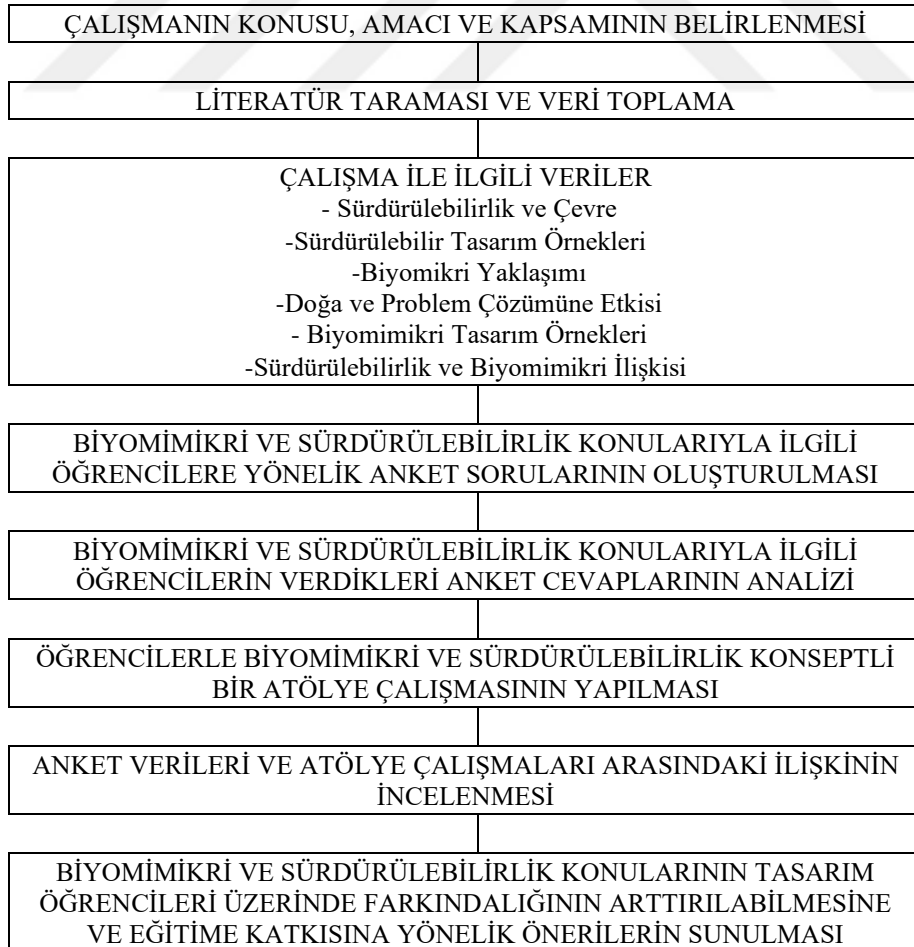 ÇALIŞMANIN KONUSU, AMACI VE KAPSAMININ BELİRLENMESİ
LİTERATÜR TARAMASI VE VERİ TOPLAMA
ÇALIŞMA İLE İLGİLİ VERİLER
- Sürdürülebilirlik ve Çevre
-Sürdürülebilir Tasarım Örnekleri
-Biyomikri Yaklaşımı
-Doğa ve Problem Çözümüne Etkisi
- Biyomimikri Tasarım Örnekleri
-Sürdürülebilirlik ve Biyomimikri İlişkisi
BİYOMİMİKRİ VE SÜRDÜRÜLEBİLİRLİK KONULARIYLA İLGİLİ
ÖĞRENCİLERE YÖNELİK ANKET SORULARININ OLUŞTURULMASI
BİYOMİMİKRİ VE SÜRDÜRÜLEBİLİRLİK KONULARIYLA İLGİLİ
ÖĞRENCİLERİN VERDİKLERİ ANKET CEVAPLARININ ANALİZİ
ÖĞRENCİLERLE BİYOMİMİKRİ VE SÜRDÜRÜLEBİLİRLİK KONSEPTLİ
BİR ATÖLYE ÇALIŞMASININ YAPILMASI
ANKET VERİLERİ VE ATÖLYE ÇALIŞMALARI ARASINDAKİ İLİŞKİNİN
İNCELENMESİ
BİYOMİMİKRİ VE SÜRDÜRÜLEBİLİRLİK KONULARININ TASARIM
ÖĞRENCİLERİ ÜZERİNDE FARKINDALIĞININ ARTTIRILABİLMESİNE
VE EĞİTİME KATKISINA YÖNELİK ÖNERİLERİN SUNULMASI